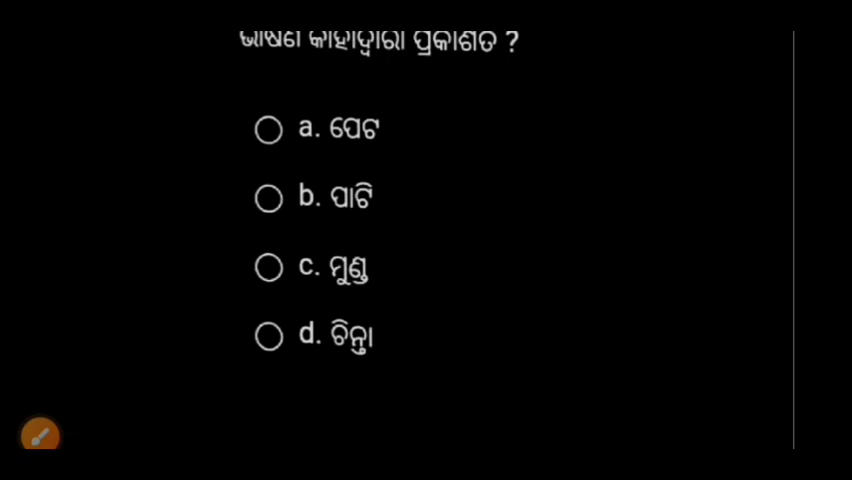 ଭାଷଣ କାହାଦ୍ୱାରା ପ୍ରକାଶିତ ?
a. ପେଟ
b. ପାଟି
c. ମୁଣ୍ଡ
d. ଚିନ୍ତା